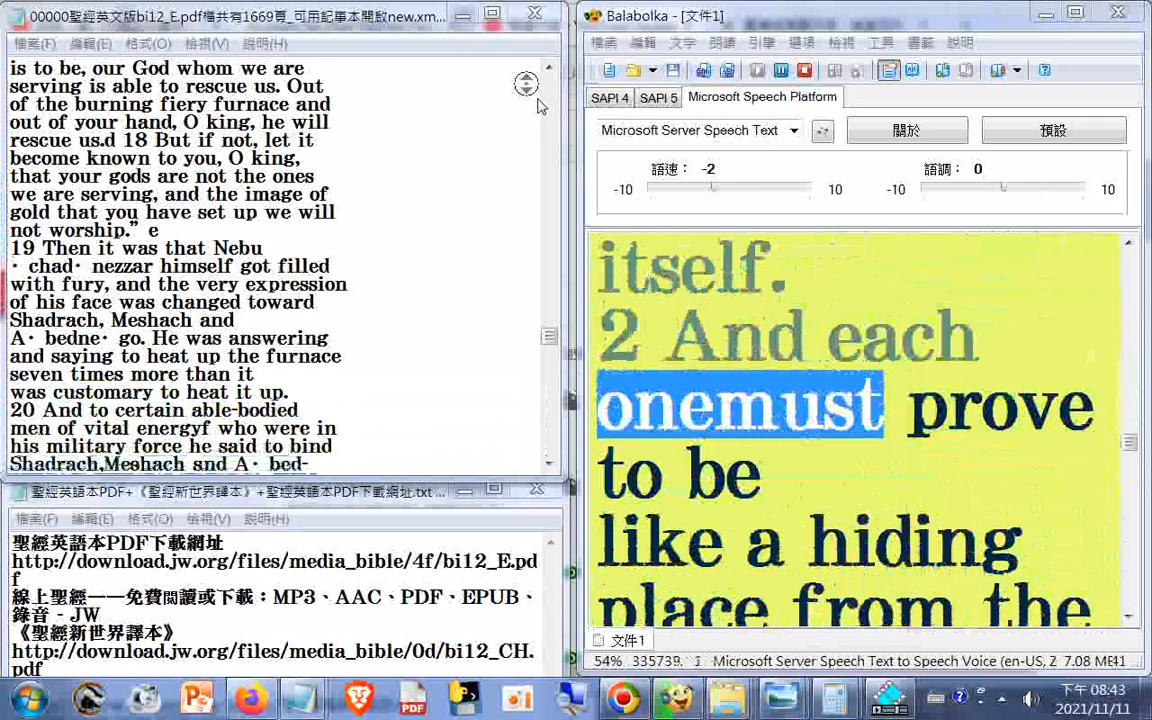 00000聖經英文版bi12_E.pdf檔共有1669頁_可用記事本開啟new.xm...
檔案(F) 編輯(E) 格式(O) 檢視(V) 說明(H)
is to be, our God whom we are
serving is able to rescue us. Out
of the burning fiery furnace and
out of your hand, O king, he will
rescue us.d 18 But if not, let it
become known to you, O king,
that your gods are not the ones
we are serving, and the image of
gold that you have set up we will
not worship.” e
19 Then it was that Nebu
· chad· nezzar himself got filled
with fury, and the very expression
of his face was changed toward
Shadrach, Meshach and
A· bedne· go. He was answering
and saying to heat up the furnace
seven times more than it
was customary to heat it up.
20 And to certain able-bodied
men of vital energyf who were in
his military force he said to bind
Shadrach,Meshach snd A· bed-
聖經英語本PDF+《聖經新世界譯本》+聖經英語本PDF下載網址.txt ...
檔案(F) 編輯(E) 格式(O) 檢視(V) 說明(H)
聖經英語本PDF下載網址
http://download.jw.org/files/media_bible/4f/bi12_E.pd
f
線上聖經——免費閱讀或下載：MP3、AAC、PDF、EPUB、
錄音 - JW
《聖經新世界譯本》
http://download.jw.org/files/media_bible/0d/bi12_CH.
pdf
Balabolka - [文件1]
檔案 編輯 文字 朗讀 引擎 選項 檢視 工具 書籤 說明
SAPI 4 SAPI 5 Microsoft Speech Platform
Microsoft Server Speech Text 關於 預設
語速： -2 語調： 0
-10 10 -10 10
itself.
2 And each
onemust prove
to be
like a hiding
place from the
文件1
54% 335739. Microsoft Server Speech Text to Speech Voice (en-US, 2 7.08 ME41
下午 08:43
2021/11/11